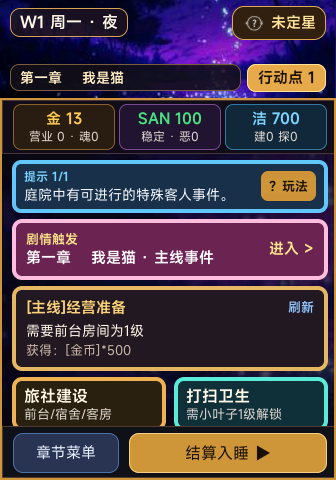 W1 周一 · 夜
? 未定星
第一章 我是猫
行动点 1
金 13
营业 0 · 魂0
SAN 100
稳定 · 恶0
洁 700
建0 探0
提示 1/1
庭院中有可进行的特殊客人事件。
? 玩法
剧情触发
第一章 我是猫 · 主线事件
进入 >
[主线]经营准备
刷新
需要前台房间为1级
获得: [金币]*500
旅社建设
前台/宿舍/客房
打扫卫生
需小叶子1级解锁
章节菜单
结算入睡 ▶